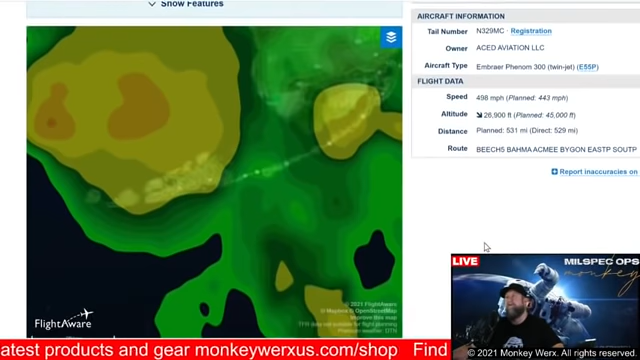 Show Features
AIRCRAFT INFORMATION
Tail Number N329MC · Registration
Owner ACED AVIATION LLC
Aircraft Type Embraer Phenom 300 (twin-jet) (E55P)
FLIGHT DATA
Speed 498 mph (Planned: 443 mph)
Altitude 26,900 ft (Planned: 45,000 ft)
Distance Planned: 531 mi (Direct: 529 mi)
Route BEECH5 BAHMA ACMEE BYGON EASTP SOUTP
Report inaccuracies on
FlightAware
© 2021 FlightAware
© Mapbox © OpenStreetMap
Improve this map
LIVE
MILSPEC OPS
monkey
atest products and gear monkeywerxus.com/shop Find
© 2021 Monkey Werx. All rights reserved.